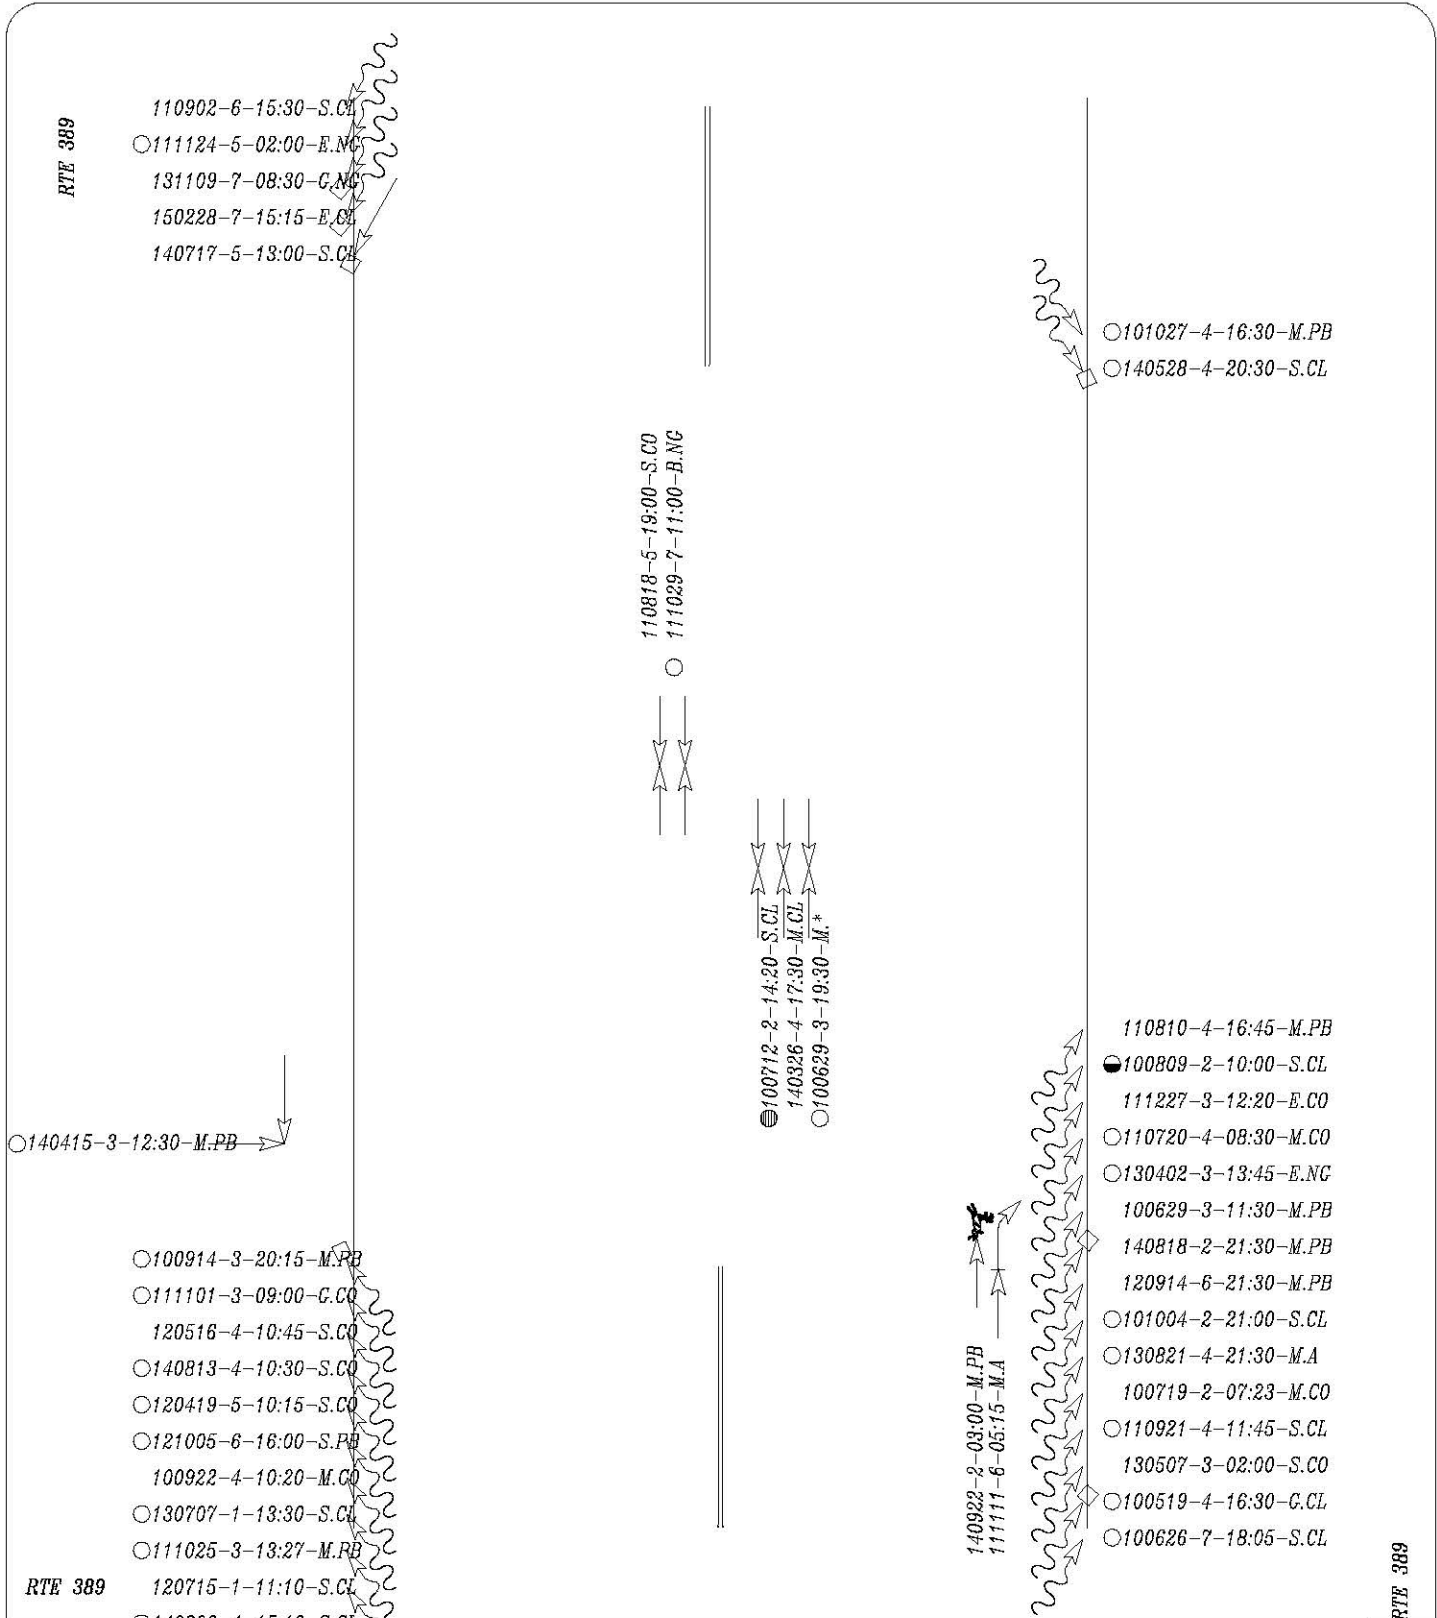 RTE 389
110902-6-15:30-S.CL
111124-5-02:00-E.NG
131109-7-08:30-G.NG
150228-7-15:15-E.CL
140717-5-13:00-S.CL
101027-4-16:30-M.PB
140528-4-20:30-S.CL
110818-5-19:00-S.CO
111029-7-11:00-B.NG
100712-2-14:20-S.CL
140326-4-17:30-M.CL
100629-3-19:30-M.*
140415-3-12:30-M.PB
110810-4-16:45-M.PB
100809-2-10:00-S.CL
111227-3-12:20-E.CO
110720-4-08:30-M.CO
130402-3-13:45-E.NG
100629-3-11:30-M.PB
140818-2-21:30-M.PB
120914-6-21:30-M.PB
101004-2-21:00-S.CL
130821-4-21:30-M.A
100719-2-07:23-M.CO
110921-4-11:45-S.CL
130507-3-02:00-S.CO
100519-4-16:30-G.CL
100626-7-18:05-S.CL
140922-2-03:00-M.PB
111111-6-05:15-M.A
100914-3-20:15-M.PB
111101-3-09:00-G.CO
120516-4-10:45-S.CO
140813-4-10:30-S.CO
120419-5-10:15-S.CO
121005-6-16:00-S.PB
100922-4-10:20-M.CO
130707-1-13:30-S.CL
111025-3-13:27-M.PB
120715-1-11:10-S.CL
RTE 389
RTE 389